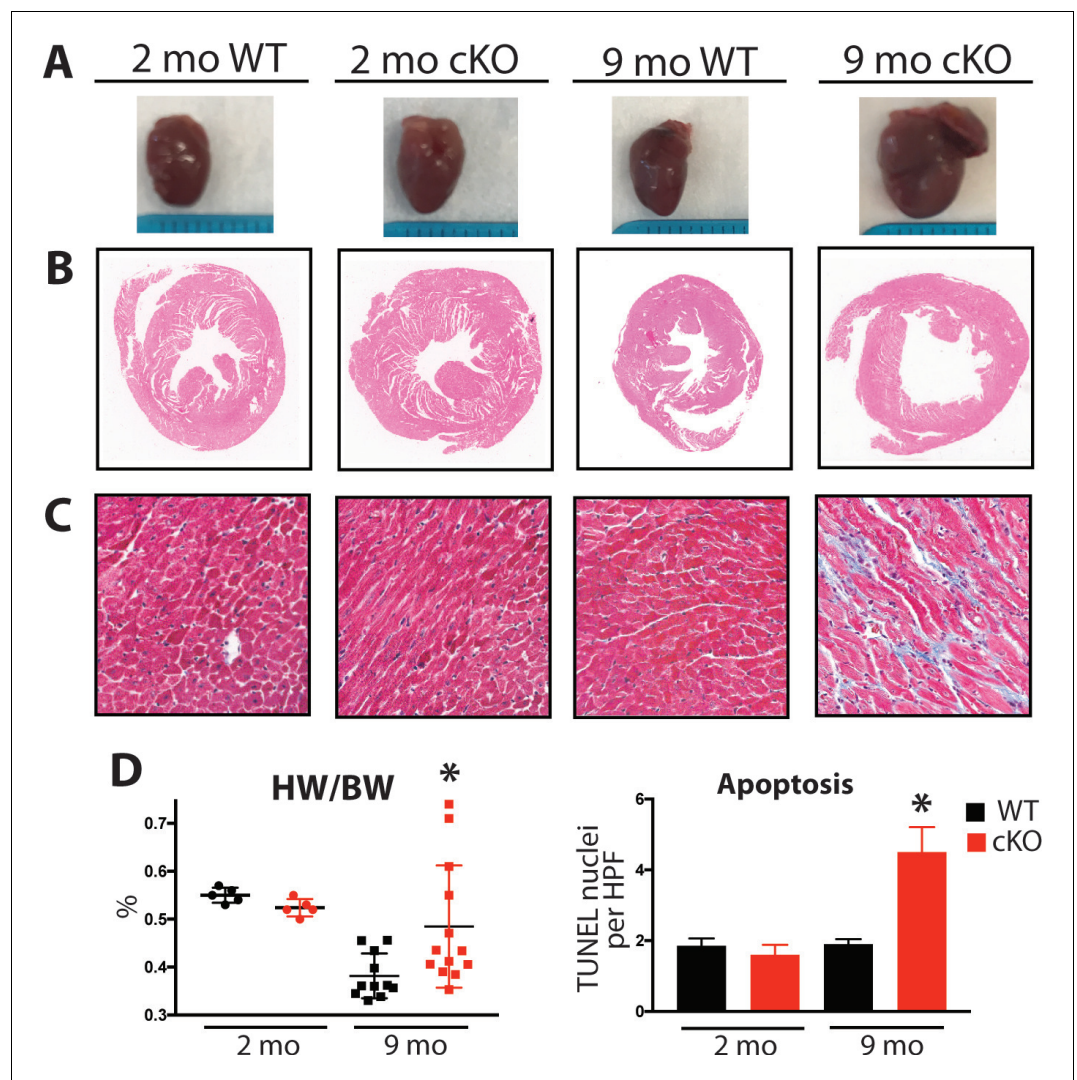 A
2 mo WT
2 mo cKO
9 mo WT
9 mo cKO
B
C
D
HW/BW
*
%
0.7
0.6
0.5
0.4
0.3
2 mo
9 mo
Apoptosis
*
TUNEL nuclei
per HPF
6
4
2
0
2 mo
9 mo
WT
cKO